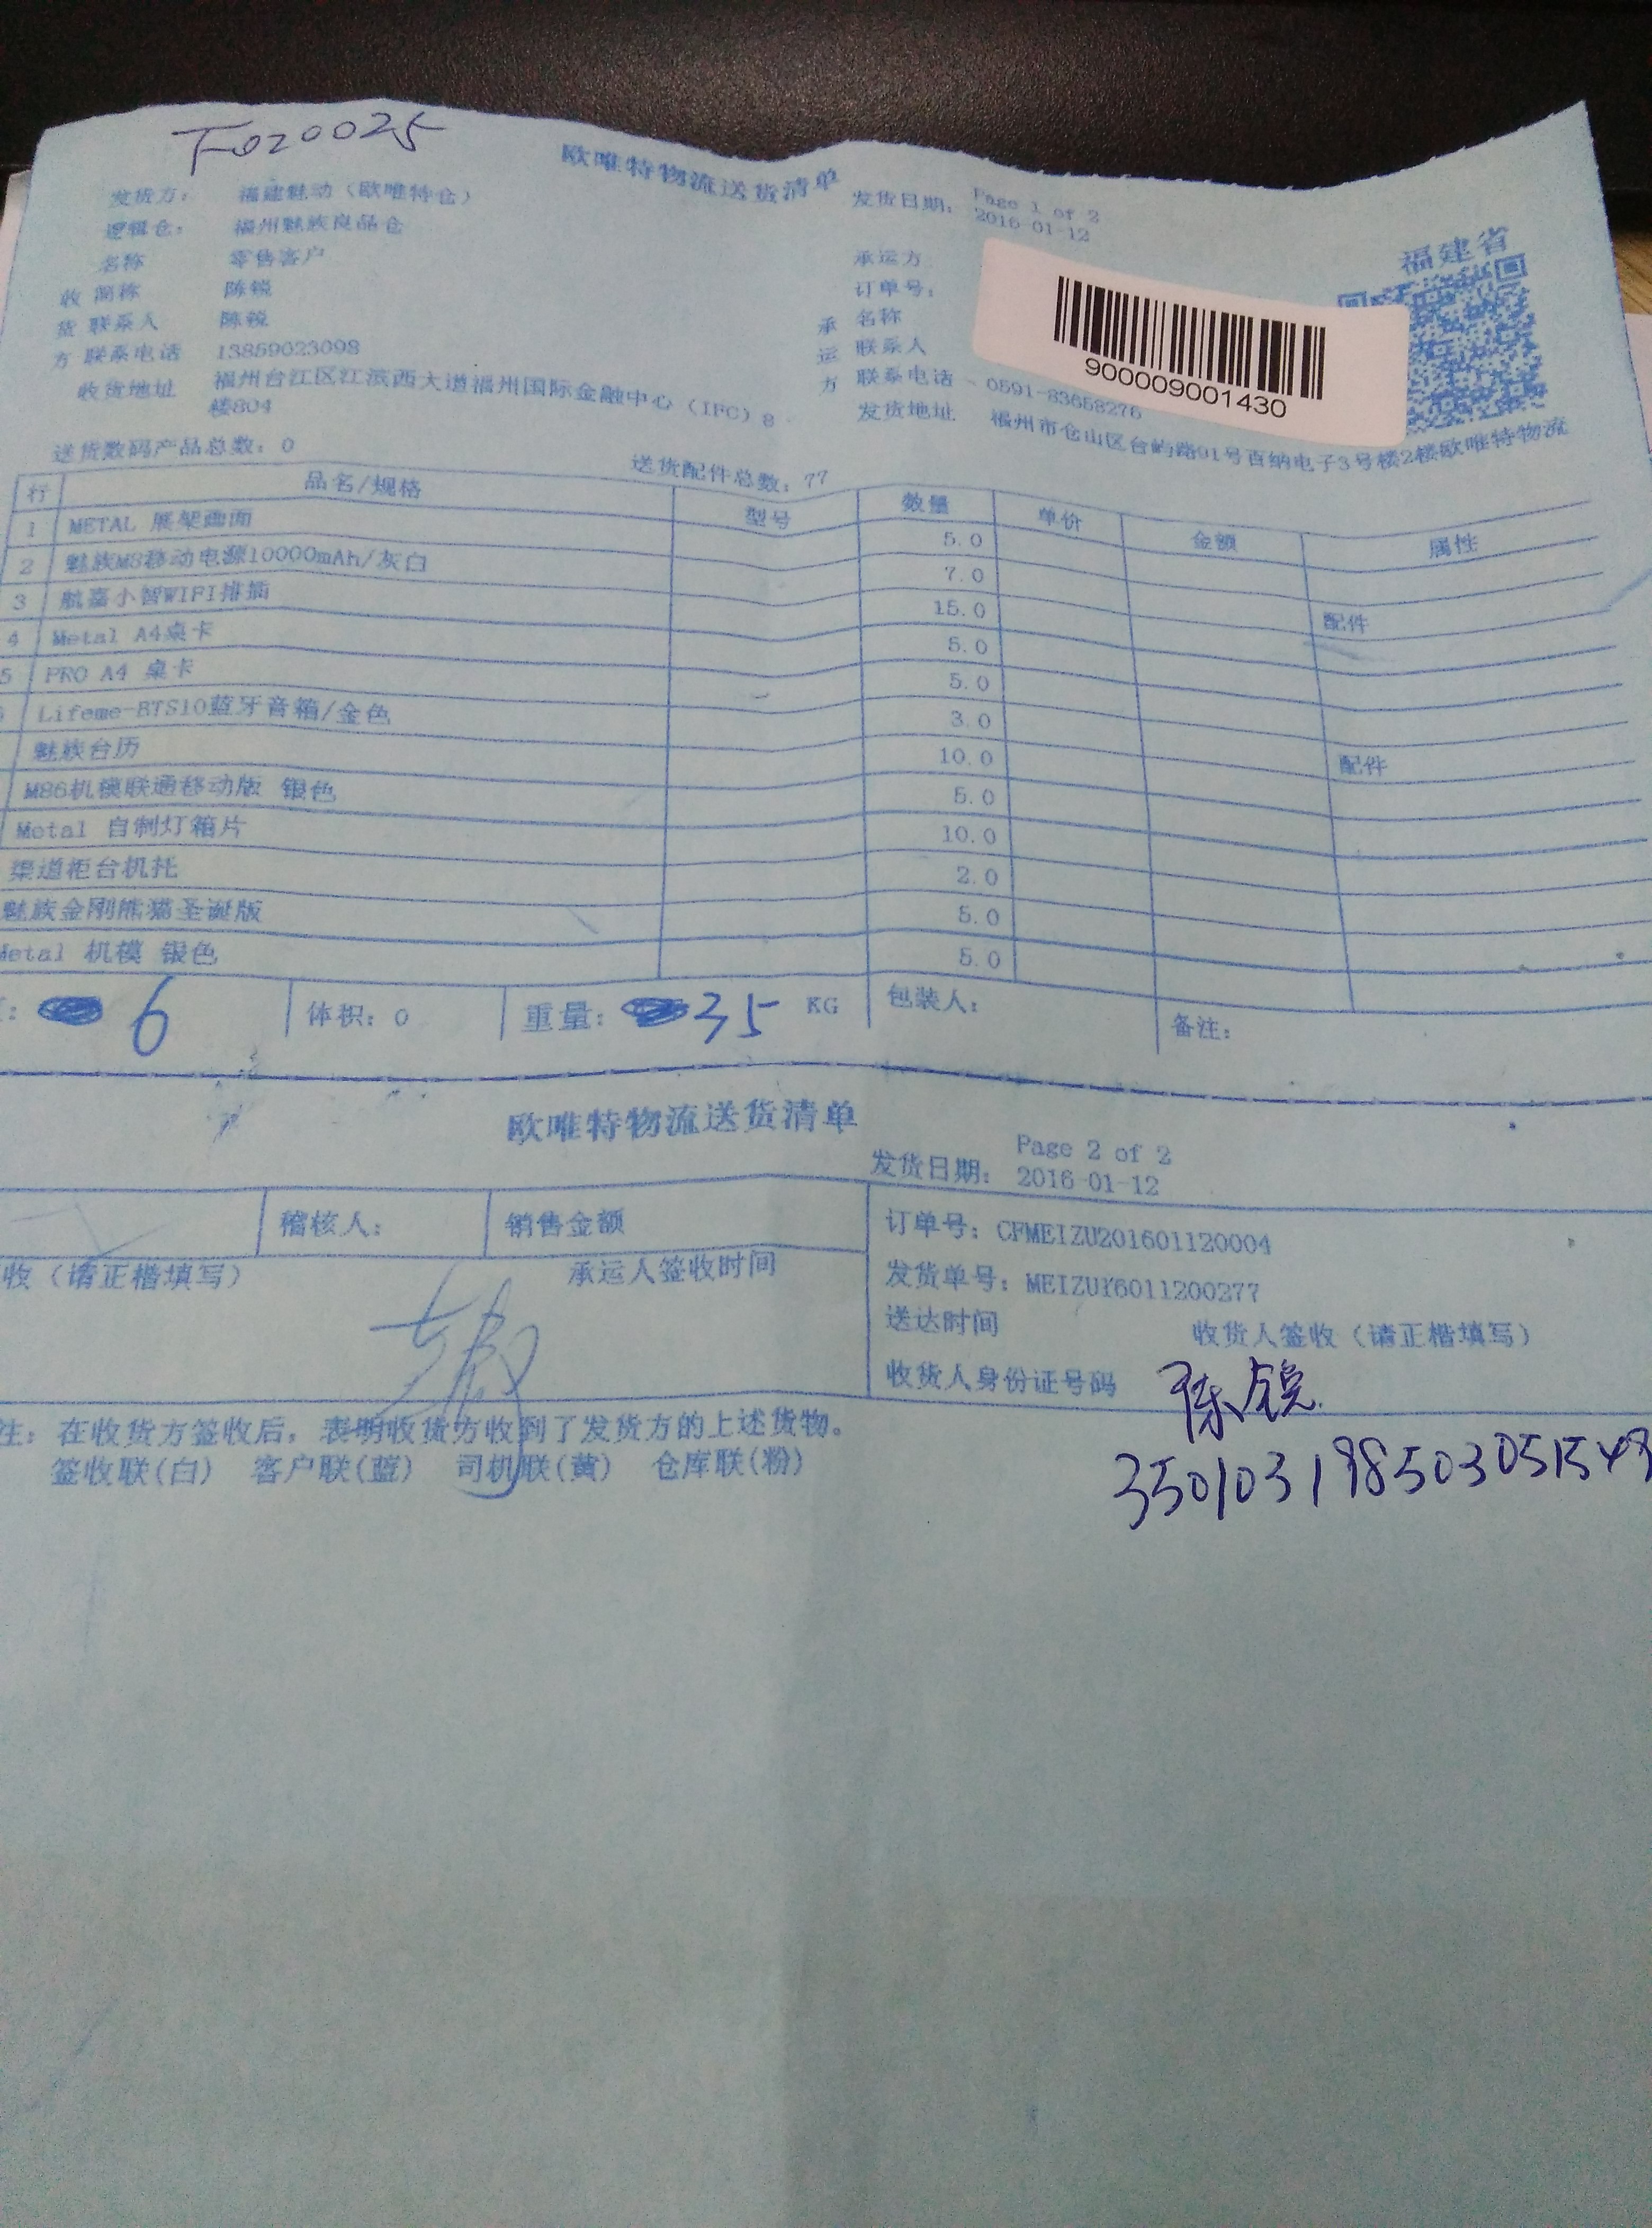 F020025
欧唯特物流送货清单
Page 1 of 2
发货方： 福建魅动（欧唯特仓） 发货日期： 2016-01-12
逻辑仓： 福州魅族良品仓
福建省
名称 零售客户 承运方
收 简称 陈锐 订单号：
货 联系人 陈锐 承 名称
方 联系电话 13859023098 运 联系人
收货地址 福州台江区江滨西大道福州国际金融中心（IFC）8 方 联系电话 0591-83658276
楼804 发货地址 福州市仓山区台屿路91号百纳电子3号楼2楼欧唯特物流
900009001430
送货数码产品总数：0 送货配件总数：77
行 品名/规格 型号 数量 单价 金额 属性
1 METAL 展架画面 5.0
2 魅族M8移动电源10000mAh/灰白 7.0
3 航嘉小智WIFI排插 15.0 配件
4 Metal A4桌卡 5.0
5 PRO A4 桌卡 5.0
Lifeme-BTS10蓝牙音箱/金色 3.0
魅族台历 10.0 配件
M86机模联通移动版 银色 5.0
Metal 自制灯箱片 10.0
渠道柜台机托 2.0
魅族金刚熊猫圣诞版 5.0
Metal 机模 银色 5.0
： 6 体积：0 重量： 35 KG 包装人： 备注：
欧唯特物流送货清单
Page 2 of 2
发货日期： 2016-01-12
稽核人： 销售金额 订单号：CFMEIZU201601120004
收（请正楷填写） 承运人签收时间 发货单号：MEIZU16011200277
送达时间 收货人签收（请正楷填写）
收货人身份证号码 陈锐
注：在收货方签收后，表明收货方收到了发货方的上述货物。
签收联(白) 客户联(蓝) 司机联(黄) 仓库联(粉)